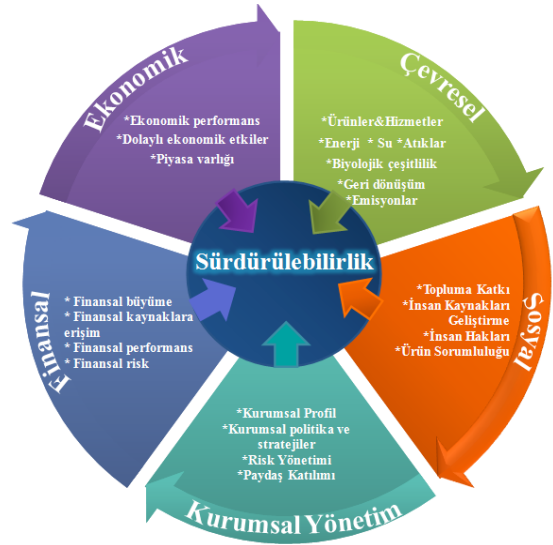 Ekonomik
*Ekonomik performans
*Dolaylı ekonomik etkiler
*Piyasa varlığı
Çevresel
*Ürünler&Hizmetler
*Enerji * Su *Atıklar
*Biyolojik çeşitlilik
*Geri dönüşüm
*Emisyonlar
Sürdürülebilirlik
Sosyal
*Topluma Katkı
*İnsan Kaynakları
Geliştirme
*İnsan Hakları
*Ürün Sorumluluğu
Kurumsal Yönetim
*Kurumsal Profil
*Kurumsal politika ve
stratejiler
*Risk Yönetimi
*Paydaş Katılımı
Finansal
* Finansal büyüme
* Finansal kaynaklara
erişim
* Finansal performans
* Finansal risk